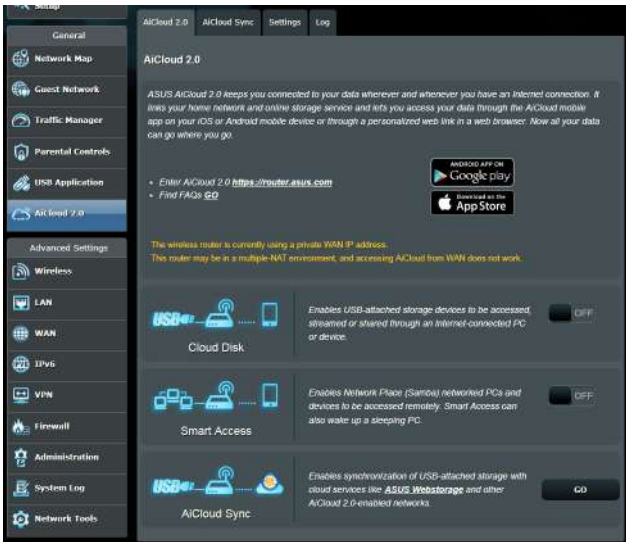 Setup
General
Network Map
Guest Network
Traffic Manager
Parental Controls
USB Application
AiCloud 2.0
Advanced Settings
Wireless
LAN
WAN
IPv6
VPN
Firewall
Administration
System Log
Network Tools
AiCloud 2.0 AiCloud Sync Settings Log
AiCloud 2.0
ASUS AiCloud 2.0 keeps you connected to your data wherever and whenever you have an Internet connection. It
links your home network and online storage service and lets you access your data through the AiCloud mobile
app on your iOS or Android mobile device or through a personalized web link in a web browser. Now all your data
can go where you go.
Enter AiCloud 2.0 https://router.asus.com
Find FAQs GO
ANDROID APP ON
Google play
Download on the
App Store
The wireless router is currently using a private WAN IP address.
This router may be in a multiple-NAT environment, and accessing AiCloud from WAN does not work.
USB
Cloud Disk
Enables USB-attached storage devices to be accessed,
streamed or shared through an Internet-connected PC
or device.
OFF
Smart Access
Enables Network Place (Samba) networked PCs and
devices to be accessed remotely. Smart Access can
also wake up a sleeping PC.
OFF
USB
AiCloud Sync
Enables synchronization of USB-attached storage with
cloud services like ASUS Webstorage and other
AiCloud 2.0-enabled networks.
GO